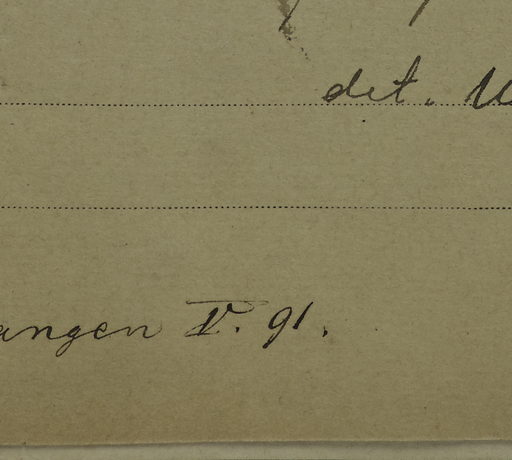 det.
angen V. 91.